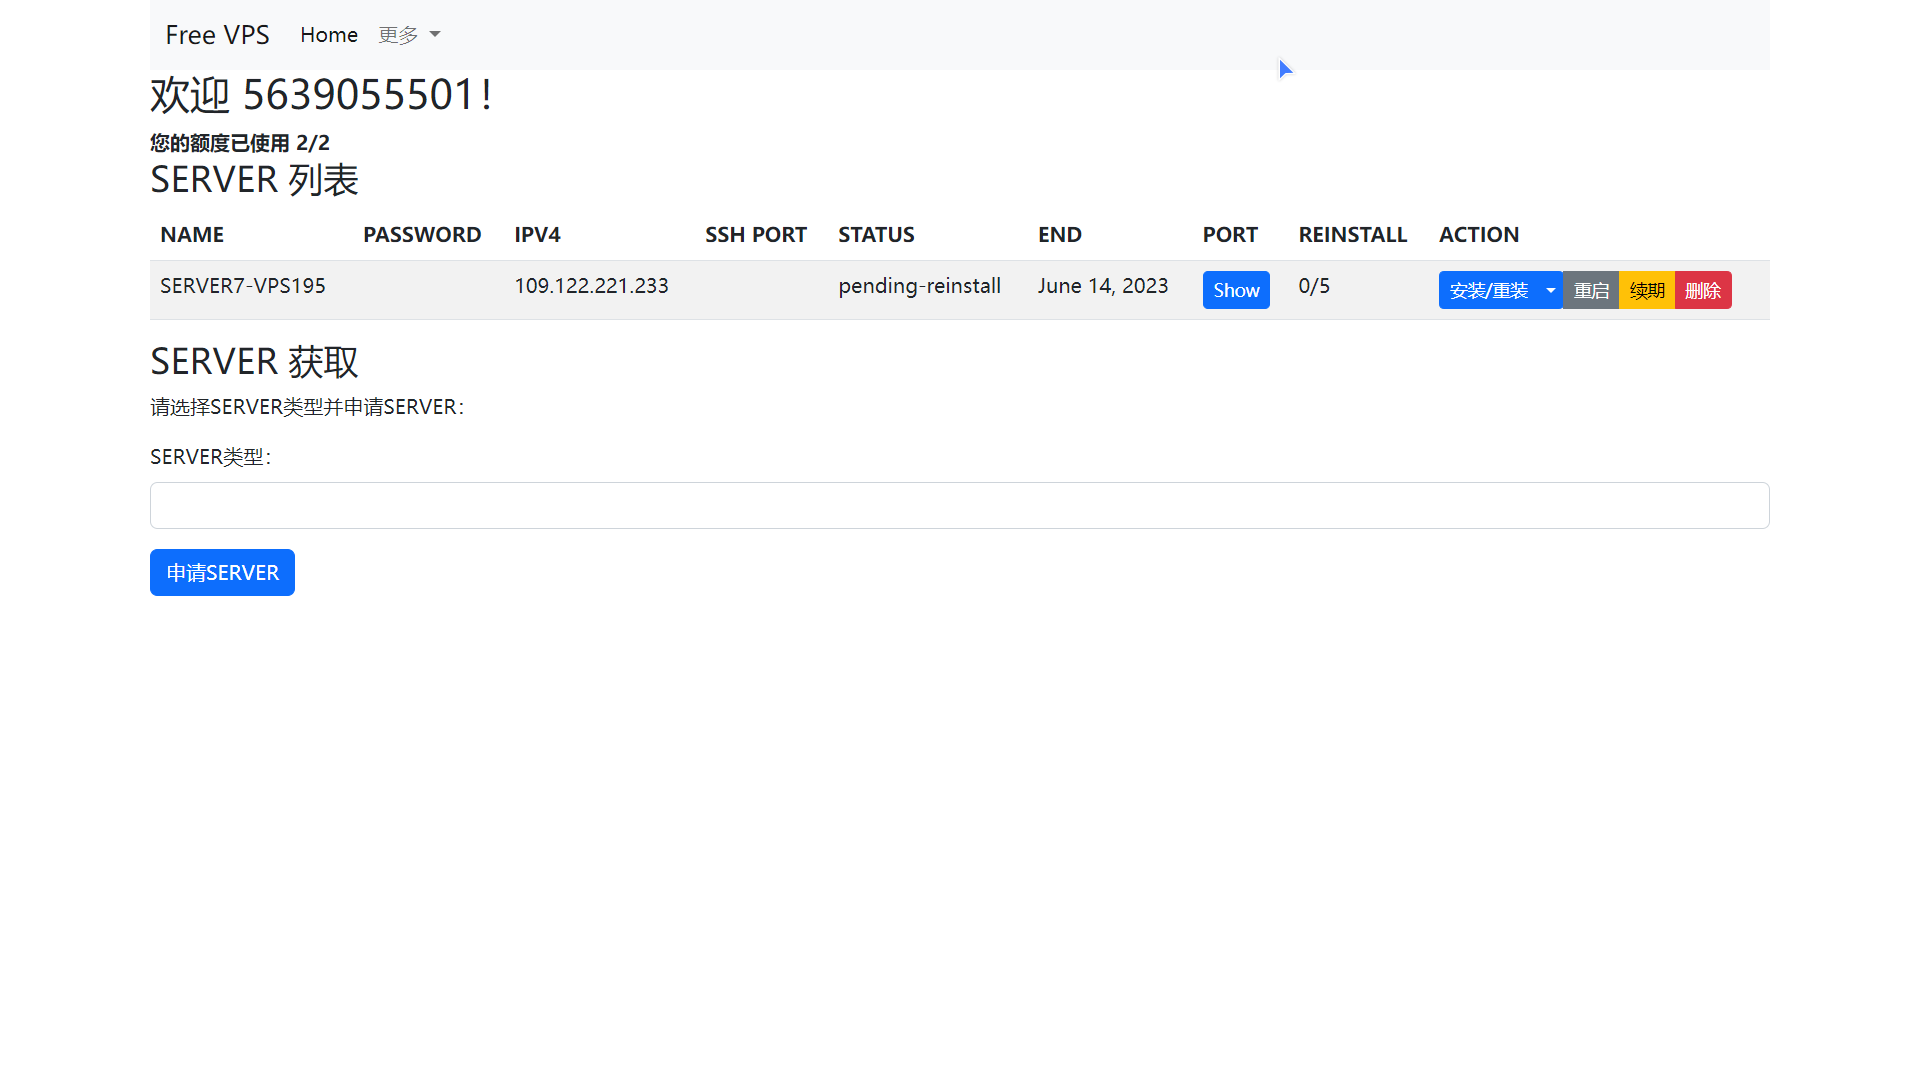 Free VPS Home 更多
欢迎 5639055501！
您的额度已使用 2/2
SERVER 列表
NAME PASSWORD IPV4 SSH PORT STATUS END PORT REINSTALL ACTION
SERVER7-VPS195 109.122.221.233 pending-reinstall June 14, 2023 Show 0/5 安装/重装 重启 续期 删除
SERVER 获取
请选择SERVER类型并申请SERVER：
SERVER类型：
申请SERVER